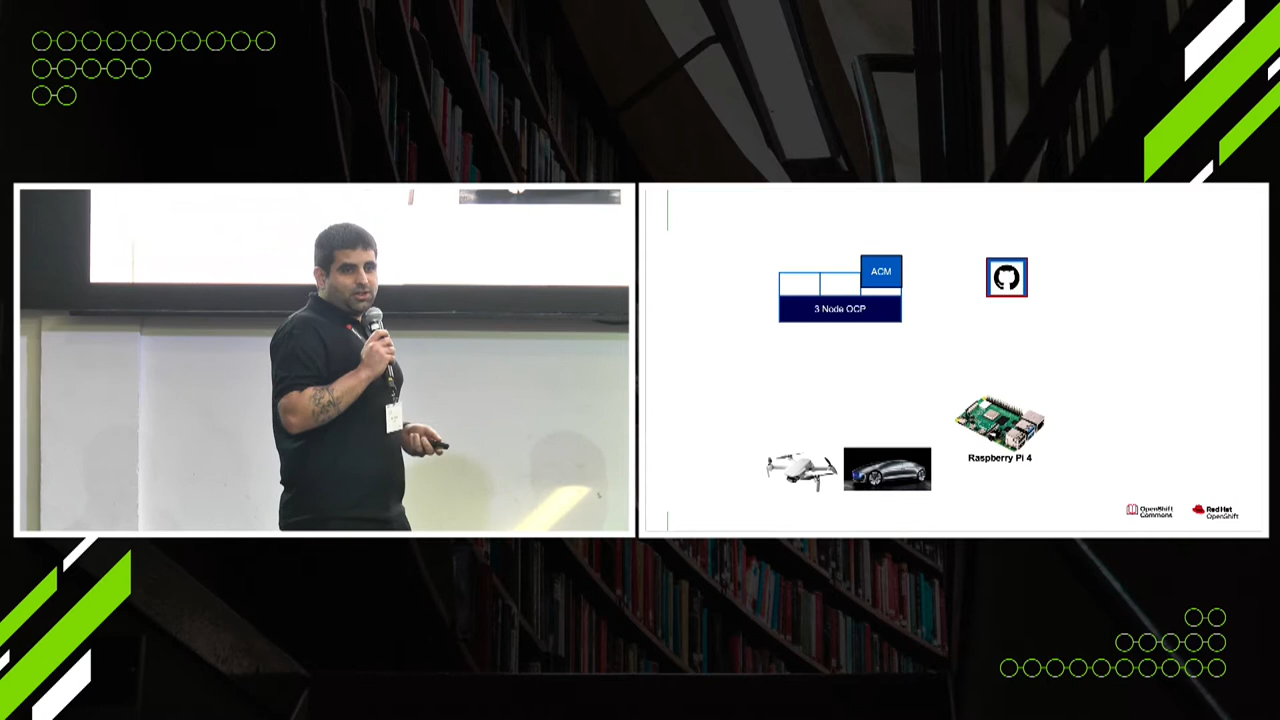 ACM
3 Node OCP
Raspberry Pi 4
OpenShift
Commons
Red Hat
OpenShift